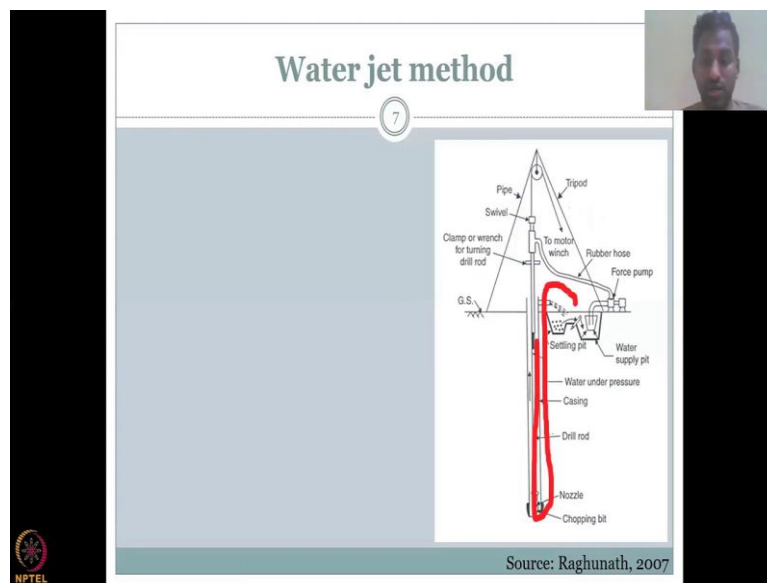 Water jet method
7
Pipe
Tripod
Swivel
Clamp or wrench
for turning
drill rod
To motor
winch
Rubber hose
Force pump
G.S.
Settling pit
Water
supply pit
Water under pressure
Casing
Drill rod
Nozzle
Chopping bit
Source: Raghunath, 2007
NPTEL